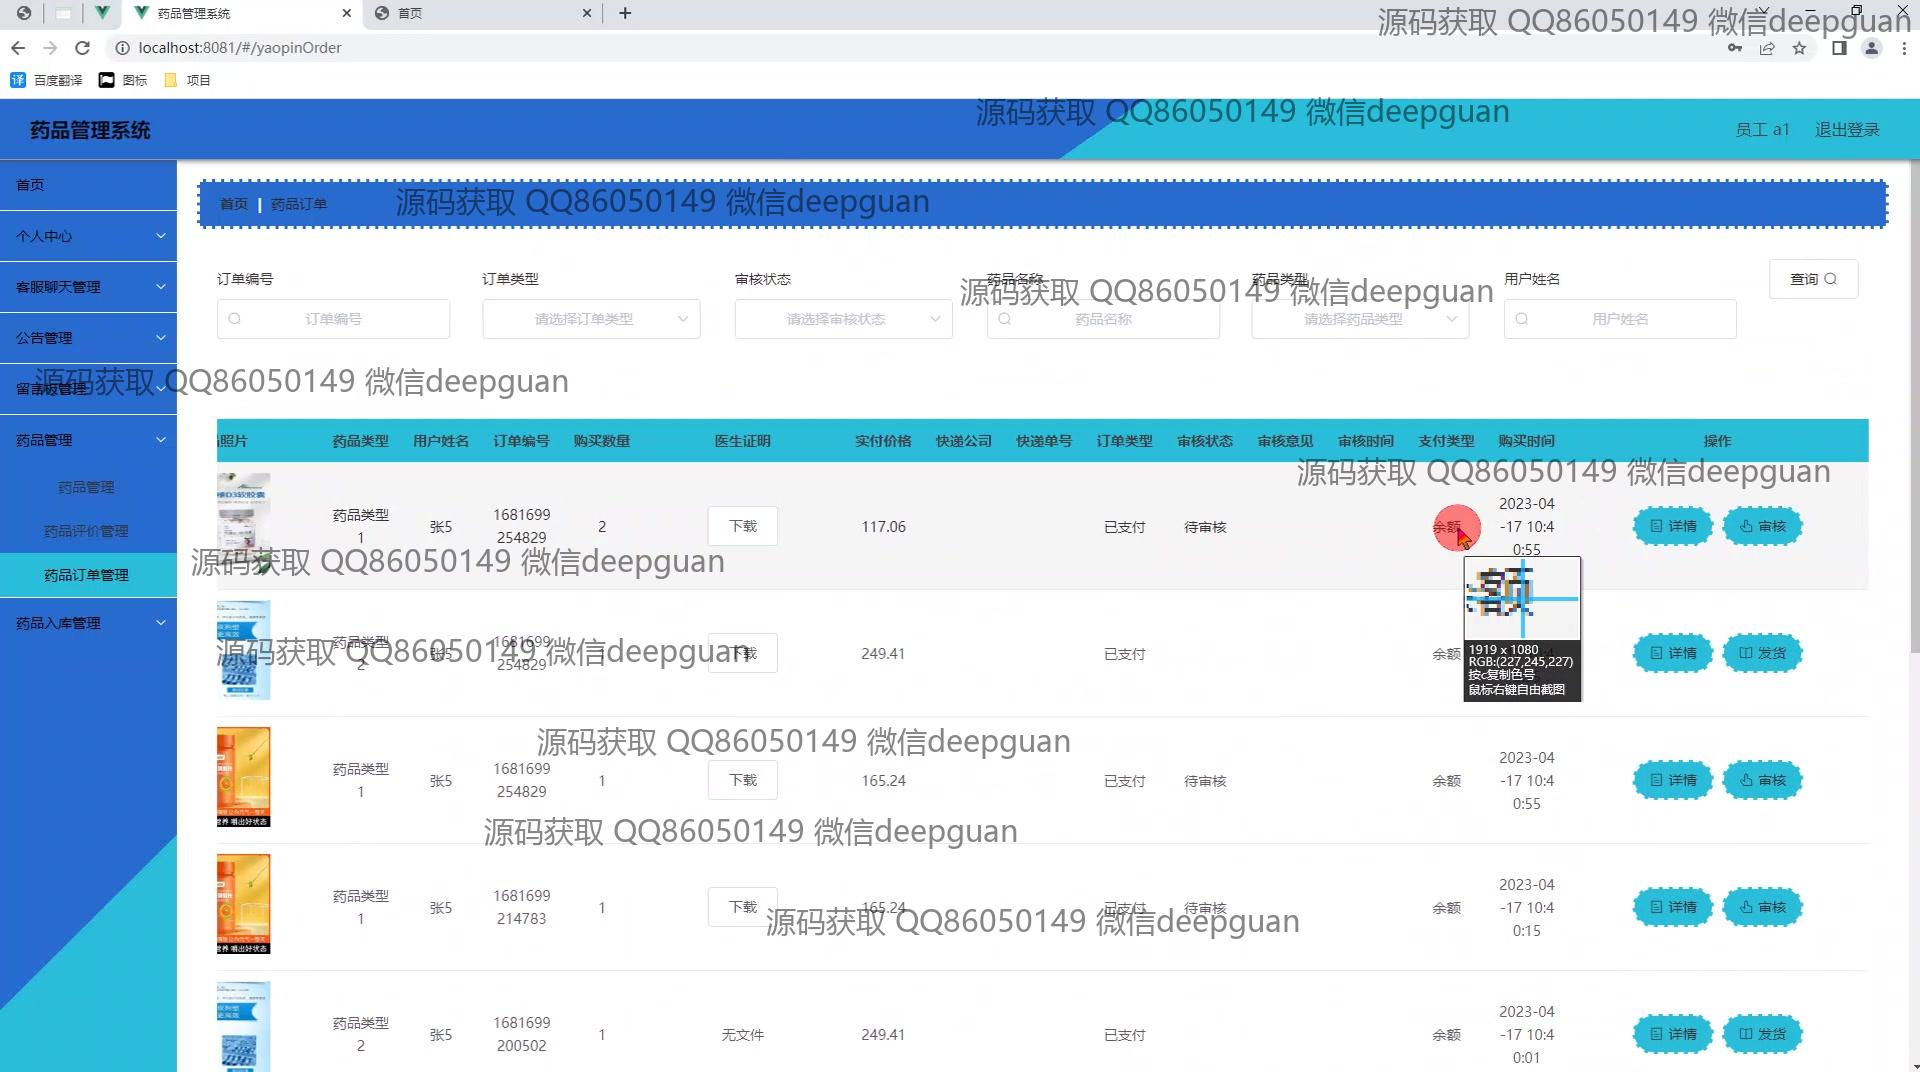 药品管理系统
首页
源码获取 QQ86050149 微信deepguan
localhost:8081/#/yaopinOrder
百度翻译
图标
项目
源码获取 QQ86050149 微信deepguan
药品管理系统
员工 a1
退出登录
首页
个人中心
客服聊天管理
公告管理
留言板管理
药品管理
药品管理
药品评价管理
药品订单管理
药品入库管理
首页 | 药品订单
源码获取 QQ86050149 微信deepguan
订单编号 订单类型 审核状态 药品名称 药品类型 用户姓名
查询
源码获取 QQ86050149 微信deepguan
订单编号 请选择订单类型 请选择审核状态 药品名称 请选择药品类型 用户姓名
源码获取 QQ86050149 微信deepguan
照片 药品类型 用户姓名 订单编号 购买数量 医生证明 实付价格 快递公司 快递单号 订单类型 审核状态 审核意见 审核时间 支付类型 购买时间 操作
源码获取 QQ86050149 微信deepguan
D3软胶囊
药品类型
1
张5
1681699
254829
2
下载
117.06
已支付
待审核
余额
2023-04
-17 10:4
0:55
详情
审核
源码获取 QQ86050149 微信deepguan
1919 x 1080
RGB:(227,245,227)
按c复制色号
鼠标右键自由截图
药品类型
2
张5
1681699
254829
下载
249.41
已支付
余额
详情
发货
源码获取 QQ86050149 微信deepguan
源码获取 QQ86050149 微信deepguan
药品类型
1
张5
1681699
254829
1
下载
165.24
已支付
待审核
余额
2023-04
-17 10:4
0:55
详情
审核
营养 嚼出好状态
源码获取 QQ86050149 微信deepguan
药品类型
1
张5
1681699
214783
1
下载
165.24
已支付
待审核
余额
2023-04
-17 10:4
0:15
详情
审核
营养 嚼出好状态
源码获取 QQ86050149 微信deepguan
药品类型
2
张5
1681699
200502
1
无文件
249.41
已支付
余额
2023-04
-17 10:4
0:01
详情
发货